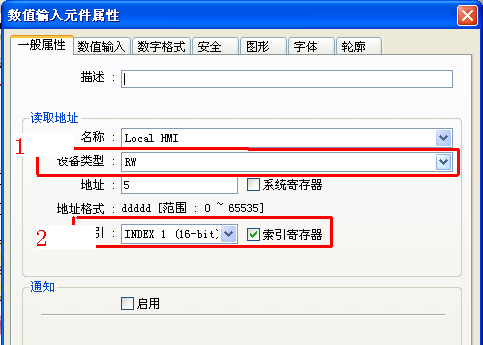 数值输入元件属性
一般属性 数值输入 数字格式 安全 图形 字体 轮廓
描述 :
读取地址
1 名称 : Local HMI
设备类型 : RW
地址 : 5 系统寄存器
地址格式 : ddddd [范围 : 0 ~ 65535]
2 引 : INDEX 1 (16-bit) 索引寄存器
通知
启用